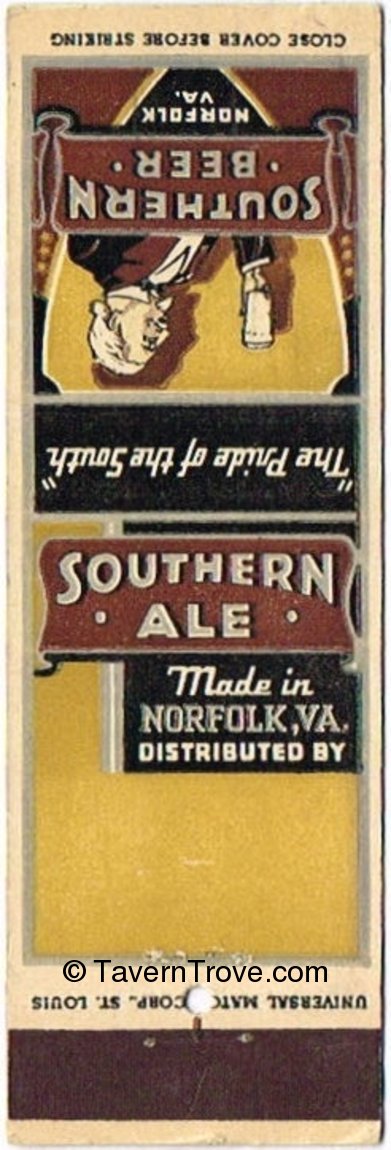 CLOSE COVER BEFORE STRIKING
NORFOLK
VA.
SOUTHERN
· BEER ·
"The Pride of the South"
SOUTHERN
· ALE ·
Made in
NORFOLK, VA.
DISTRIBUTED BY
© TavernTrove.com
UNIVERSAL MATCH CORP., ST. LOUIS